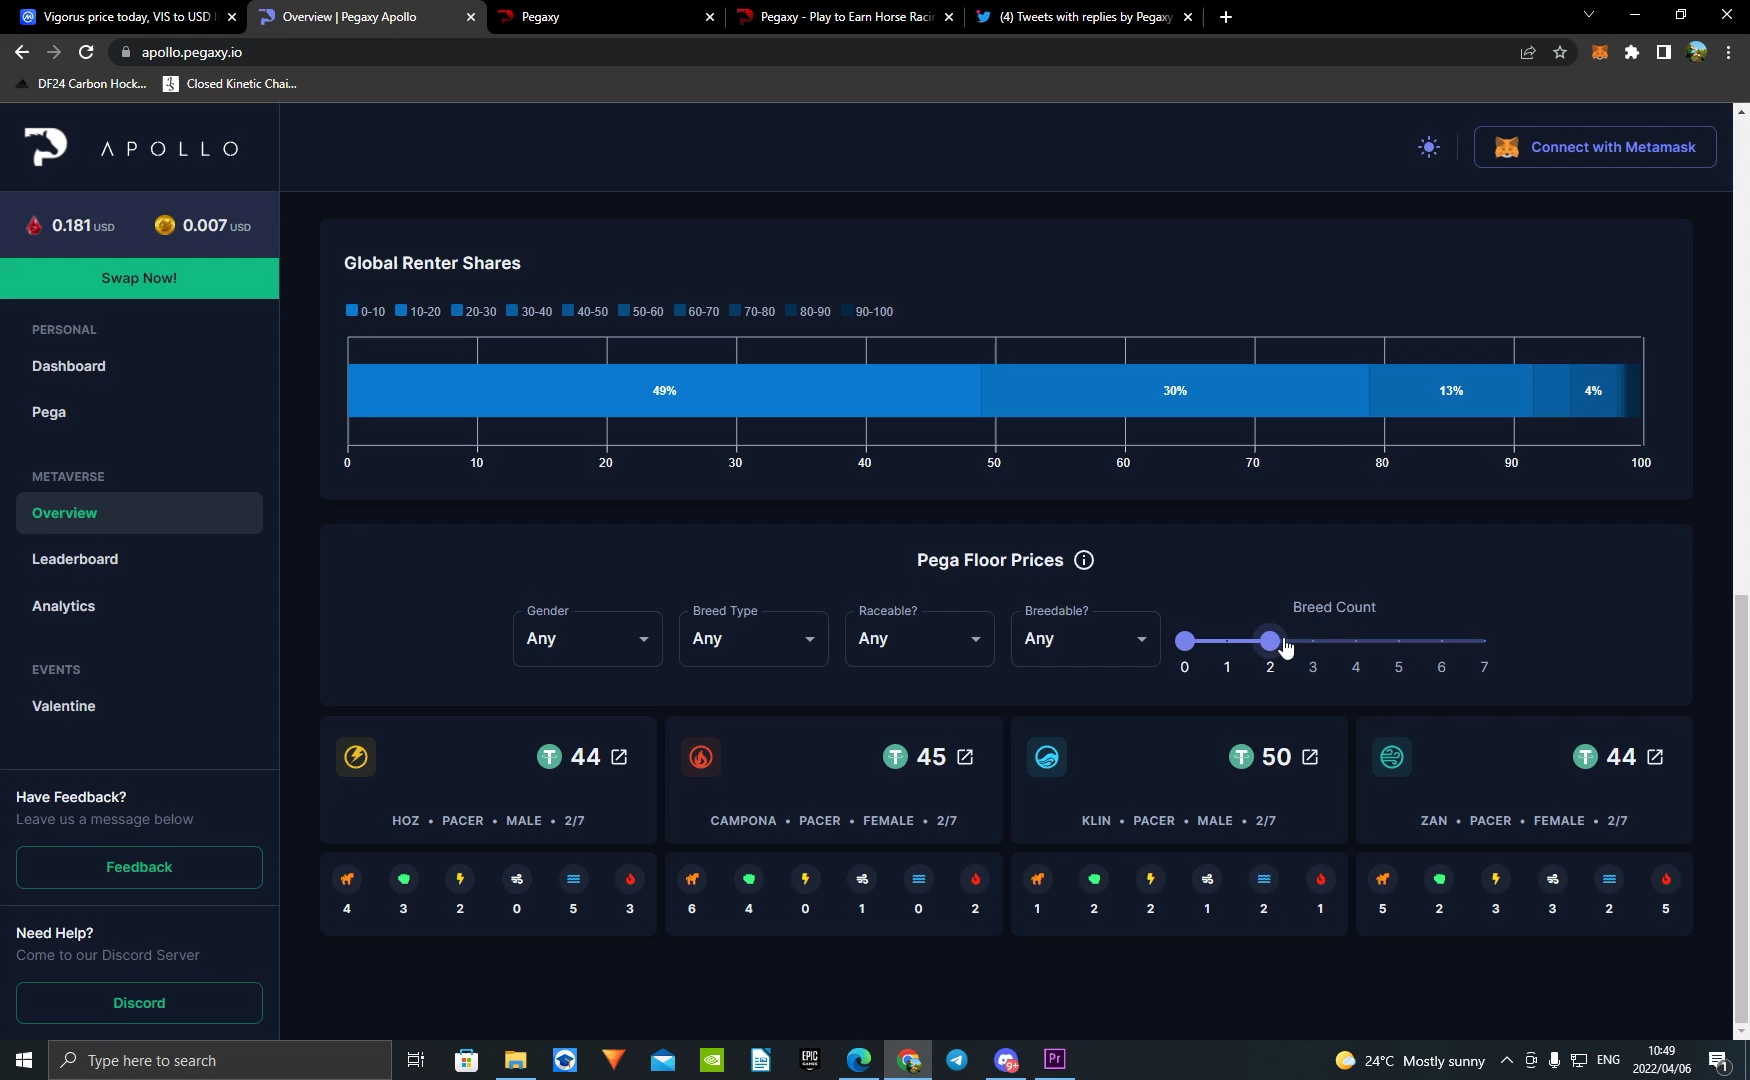 Vigorus price today, VIS to USD
Overview | Pegaxy Apollo
Pegaxy
Pegaxy - Play to Earn Horse Racin
(4) Tweets with replies by Pegaxy
apollo.pegaxy.io
DF24 Carbon Hock...
Closed Kinetic Chai...
APOLLO
Connect with Metamask
0.181 USD
0.007 USD
Swap Now!
PERSONAL
Dashboard
Pega
METAVERSE
Overview
Leaderboard
Analytics
EVENTS
Valentine
Have Feedback?
Leave us a message below
Feedback
Need Help?
Come to our Discord Server
Discord
Global Renter Shares
0-10 10-20 20-30 30-40 40-50 50-60 60-70 70-80 80-90 90-100
49% 30% 13% 4%
0 10 20 30 40 50 60 70 80 90 100
Pega Floor Prices
Gender
Any
Breed Type
Any
Raceable?
Any
Breedable?
Any
Breed Count
0 1 2 3 4 5 6 7
44
HOZ • PACER • MALE • 2/7
4 3 2 0 5 3
45
CAMPONA • PACER • FEMALE • 2/7
6 4 0 1 0 2
50
KLIN • PACER • MALE • 2/7
1 2 2 1 2 1
44
ZAN • PACER • FEMALE • 2/7
5 2 3 3 2 5
Type here to search
EPIC
GAMES
9+
Pr
24°C Mostly sunny
ENG
10:49
2022/04/06
1